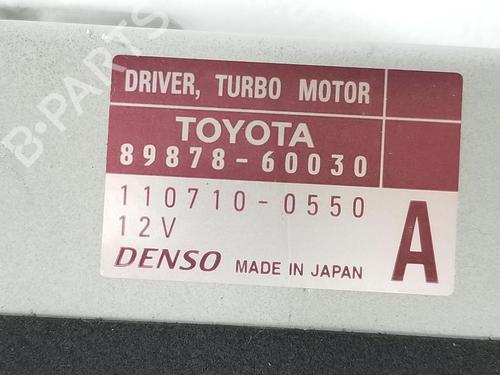 DRIVER, TURBO MOTOR
TOYOTA
89878-60030
110710-0550
12V
A
DENSO MADE IN JAPAN
B-PARTS